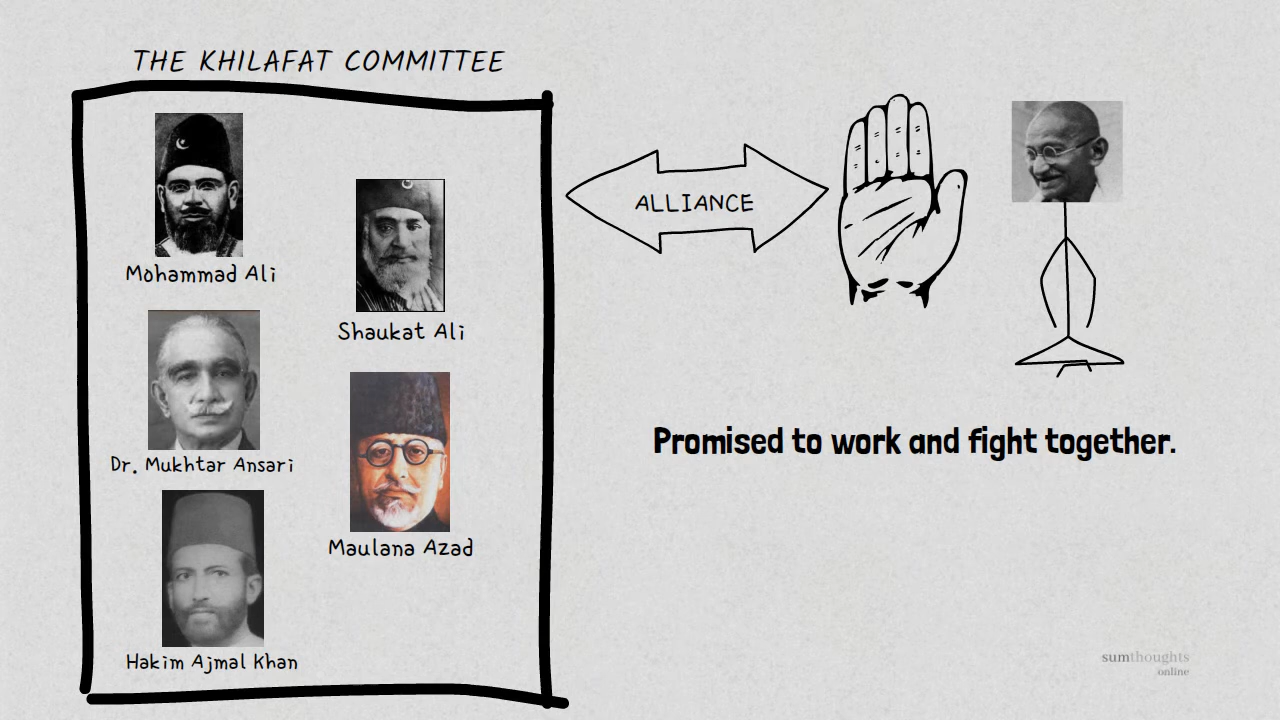 THE KHILAFAT COMMITTEE
Mohammad Ali
Shaukat Ali
Dr. Mukhtar Ansari
Maulana Azad
Hakim Ajmal Khan
ALLIANCE
Promised to work and fight together.
sumthoughts
online